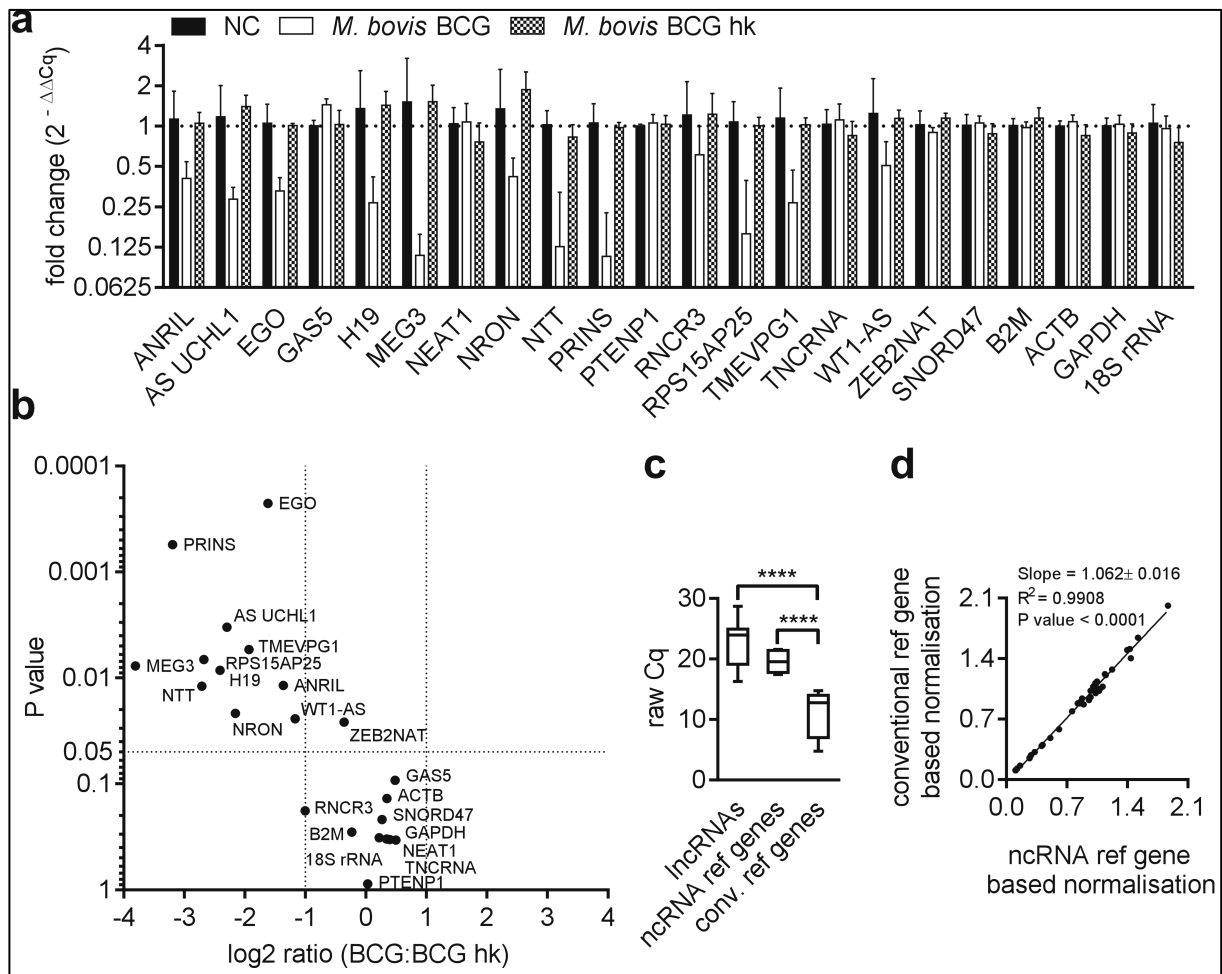 a
NC M. bovis BCG M. bovis BCG hk
fold change (2 - ΔΔCq)
4
2
1
0.5
0.25
0.125
0.0625
ANRIL
AS UCHL1
EGO
GAS5
H19
MEG3
NEAT1
NRON
NTT
PRINS
PTENP1
RNCR3
RPS15AP25
TMEVPG1
TNCRNA
WT1-AS
ZEB2NAT
SNORD47
B2M
ACTB
GAPDH
18S rRNA
b
P value
0.0001
0.001
0.01
0.05
0.1
1
EGO
PRINS
AS UCHL1
TMEVPG1
MEG3
RPS15AP25
H19
NTT
ANRIL
WT1-AS
NRON
ZEB2NAT
GAS5
ACTB
RNCR3
SNORD47
B2M
GAPDH
NEAT1
18S rRNA
TNCRNA
PTENP1
-4 -3 -2 -1 0 1 2 3 4
log2 ratio (BCG:BCG hk)
c
raw Cq
30
20
10
0
****
****
lncRNAs
ncRNA ref genes
conv. ref genes
d
conventional ref gene
based normalisation
Slope = 1.062± 0.016
R2 = 0.9908
P value < 0.0001
2.1
1.4
0.7
0.0
0.0 0.7 1.4 2.1
ncRNA ref gene
based normalisation